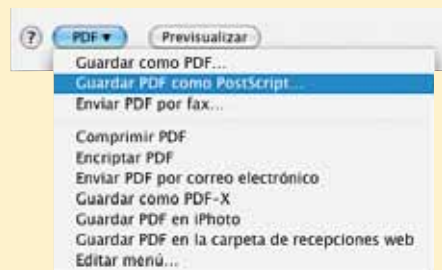 ? PDF ▼ Previsualizar
Guardar como PDF...
Guardar PDF como PostScript...
Enviar PDF por fax...
Comprimir PDF
Encriptar PDF
Enviar PDF por correo electrónico
Guardar como PDF-X
Guardar PDF en iPhoto
Guardar PDF en la carpeta de recepciones web
Editar menú...